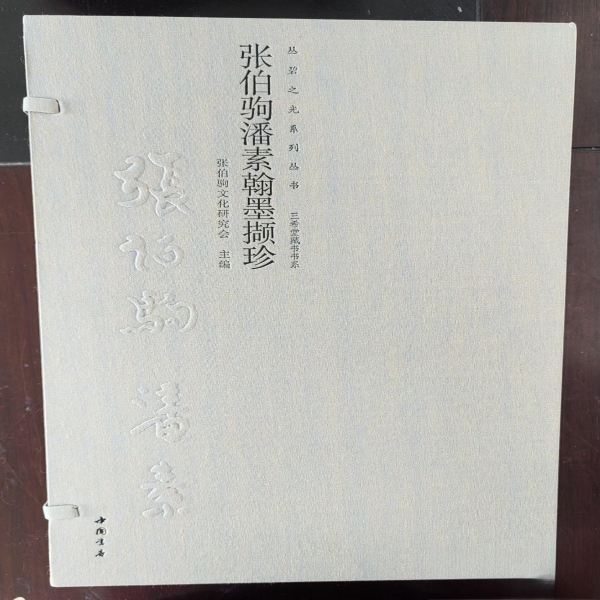 丛碧之光系列丛书
三希堂藏书书系
张伯驹潘素翰墨撷珍
张伯驹文化研究会 主编
張伯駒潘素
中国书店